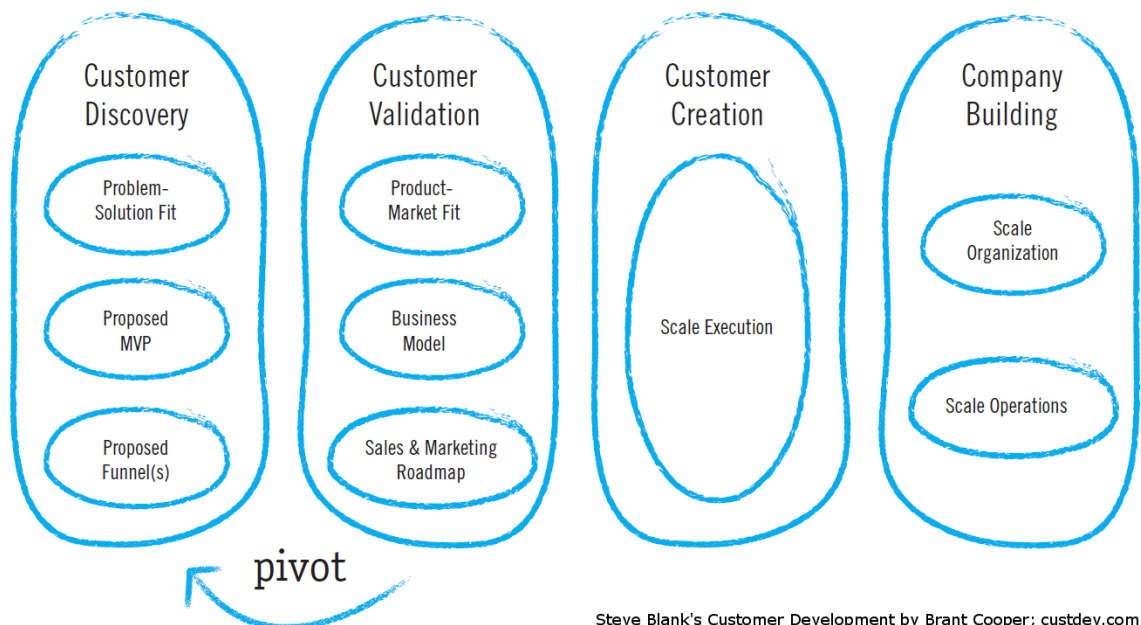 Customer
Discovery
Problem-
Solution Fit
Proposed
MVP
Proposed
Funnel(s)
Customer
Validation
Product-
Market Fit
Business
Model
Sales & Marketing
Roadmap
Customer
Creation
Scale Execution
Company
Building
Scale
Organization
Scale Operations
pivot
Steve Blank's Customer Development by Brant Cooper; custdev.com